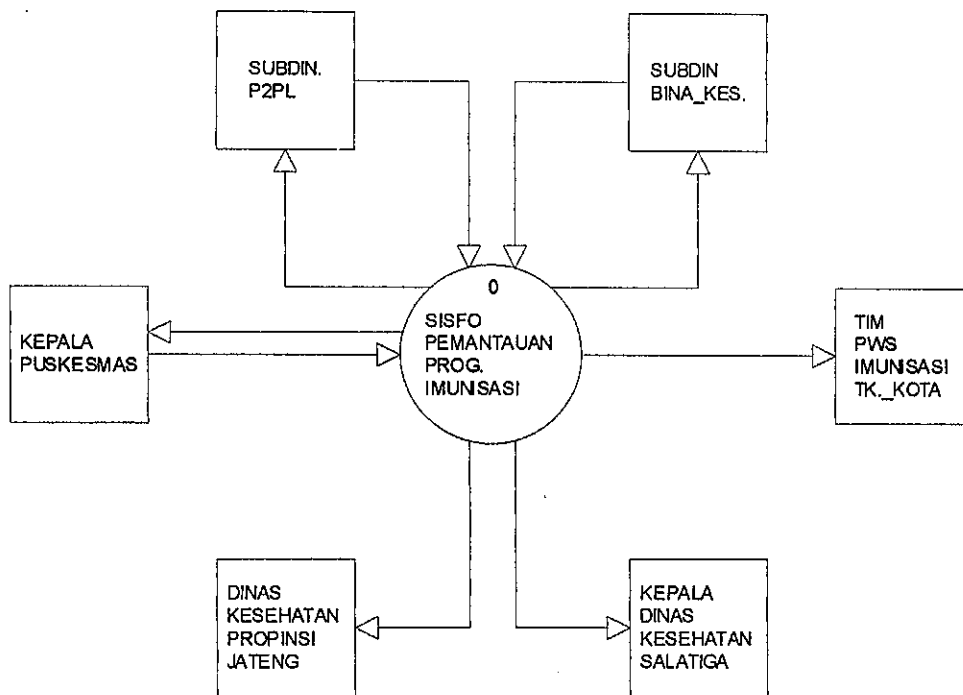 SUBDIN.
P2PL
SUBDIN
BINA_KES.
0
SISFO
PEMANTAUAN
PROG.
IMUNISASI
KEPALA
PUSKESMAS
TIM
PWS
IMUNISASI
TK._KOTA
DINAS
KESEHATAN
PROPINSI
JATENG
KEPALA
DINAS
KESEHATAN
SALATIGA